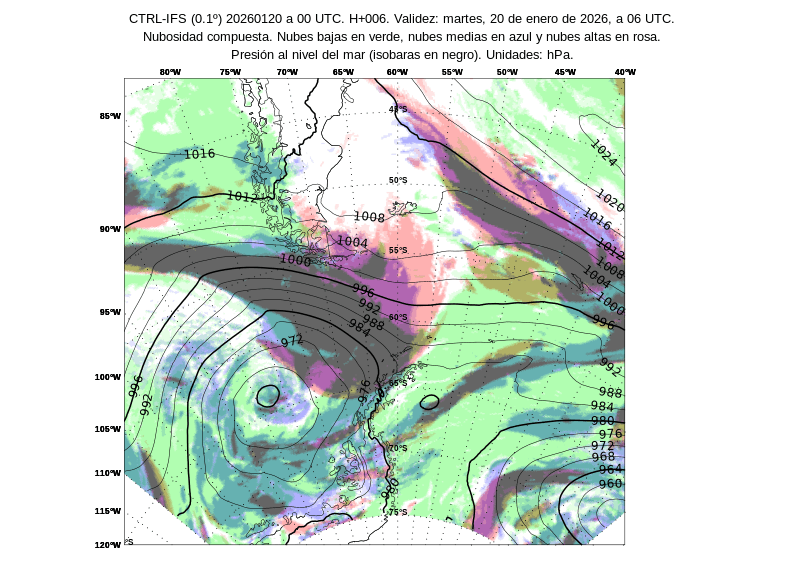 CTRL-IFS (0.1º) 20260120 a 00 UTC. H+006. Validez: martes, 20 de enero de 2026, a 06 UTC.
Nubosidad compuesta. Nubes bajas en verde, nubes medias en azul y nubes altas en rosa.
Presión al nivel del mar (isobaras en negro). Unidades: hPa.
80°W 75°W 70°W 65°W 60°W 55°W 50°W 45°W 40°W
45°S
85°W
1024
1016
50°S
1012
1020
1008
1016
90°W
1004
1012
55°S
1000
1008
1004
996
1000
95°W
992
988
60°S
996
984
972
992
100°W
996
65°S
976
988
992
984
980
105°W
976
70°S
972
968
110°W
964
960
980
115°W
75°S
120°W
°S